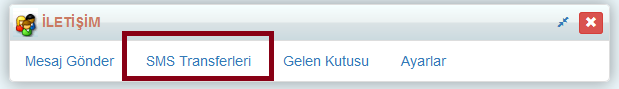 İLETİŞİM
Mesaj Gönder SMS Transferleri Gelen Kutusu Ayarlar